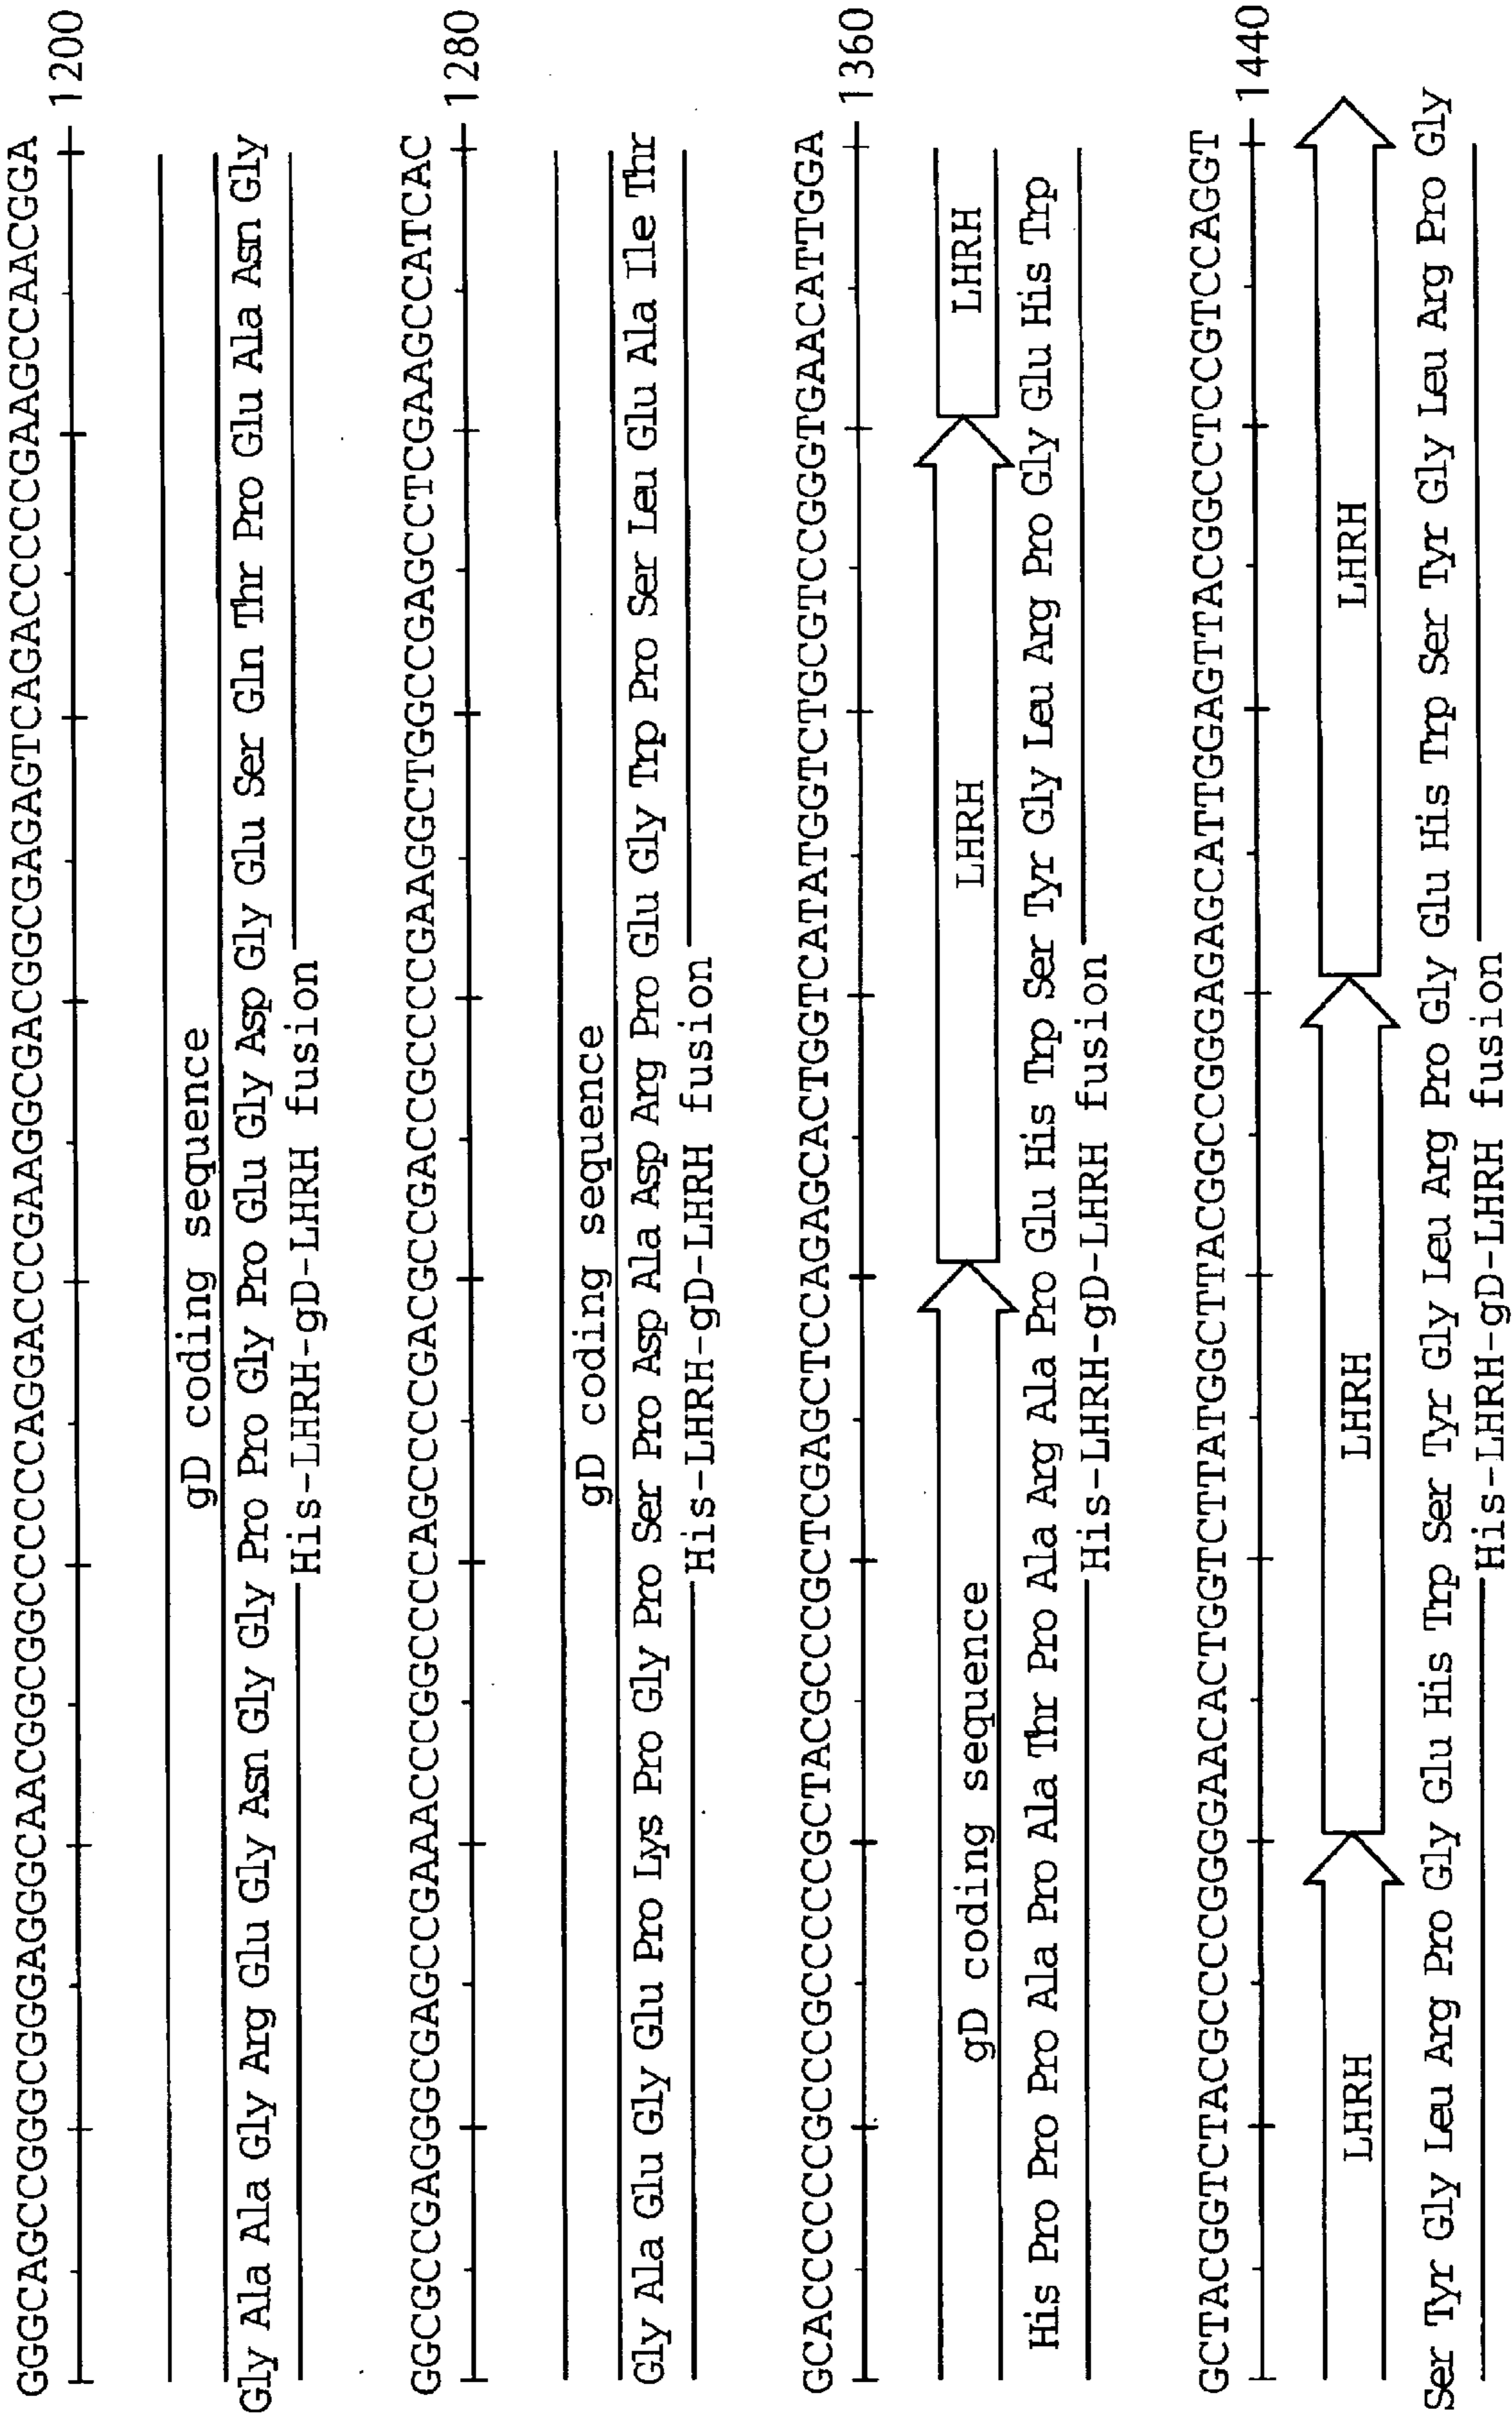 GGGCAGCCGGGCGGGAGGGCAACGGCGGCCCCCCAGGACCCGAAGGCGACGGCGAGAGTCAGACCCCCGAAGCCAACGGA
1200
gD coding sequence
Gly Ala Ala Gly Arg Glu Gly Asn Gly Gly Pro Pro Gly Pro Glu Gly Asp Gly Glu Ser Gln Thr Pro Glu Ala Asn Gly
His-LHRH-gD-LHRH fusion
GGCGCCGAGGGCGAGCCGAAACCCGGCCCCAGCCCCGACGCCGACCGCCCCGAAGGCTGGCCGAGCCTCGAAGCCATCAC
1280
gD coding sequence
Gly Ala Glu Gly Glu Pro Lys Pro Gly Pro Ser Pro Asp Ala Asp Arg Pro Glu Gly Trp Pro Ser Leu Glu Ala Ile Thr
His-LHRH-gD-LHRH fusion
GCACCCCCCGCCCGCCCCCGCTACGCCCGCTCGAGCTCCAGAGCACTGGTCATATGGTCTGCGTCCGGGTGAACATTGGA
1360
gD coding sequence LHRH LHRH
His Pro Pro Pro Ala Pro Ala Thr Pro Ala Arg Ala Pro Glu His Trp Ser Tyr Gly Leu Arg Pro Gly Glu His Trp
His-LHRH-gD-LHRH fusion
GCTACGGTCTACGCCCGGGGGAACACTGGTCTTATGGCTTACGGCCGGGAGAGCATTGGAGTTACGGCCTCCGTCCAGGT
1440
LHRH LHRH LHRH
Ser Tyr Gly Leu Arg Pro Gly Glu His Trp Ser Tyr Gly Leu Arg Pro Gly Glu His Trp Ser Tyr Gly Leu Arg Pro Gly
His-LHRH-gD-LHRH fusion